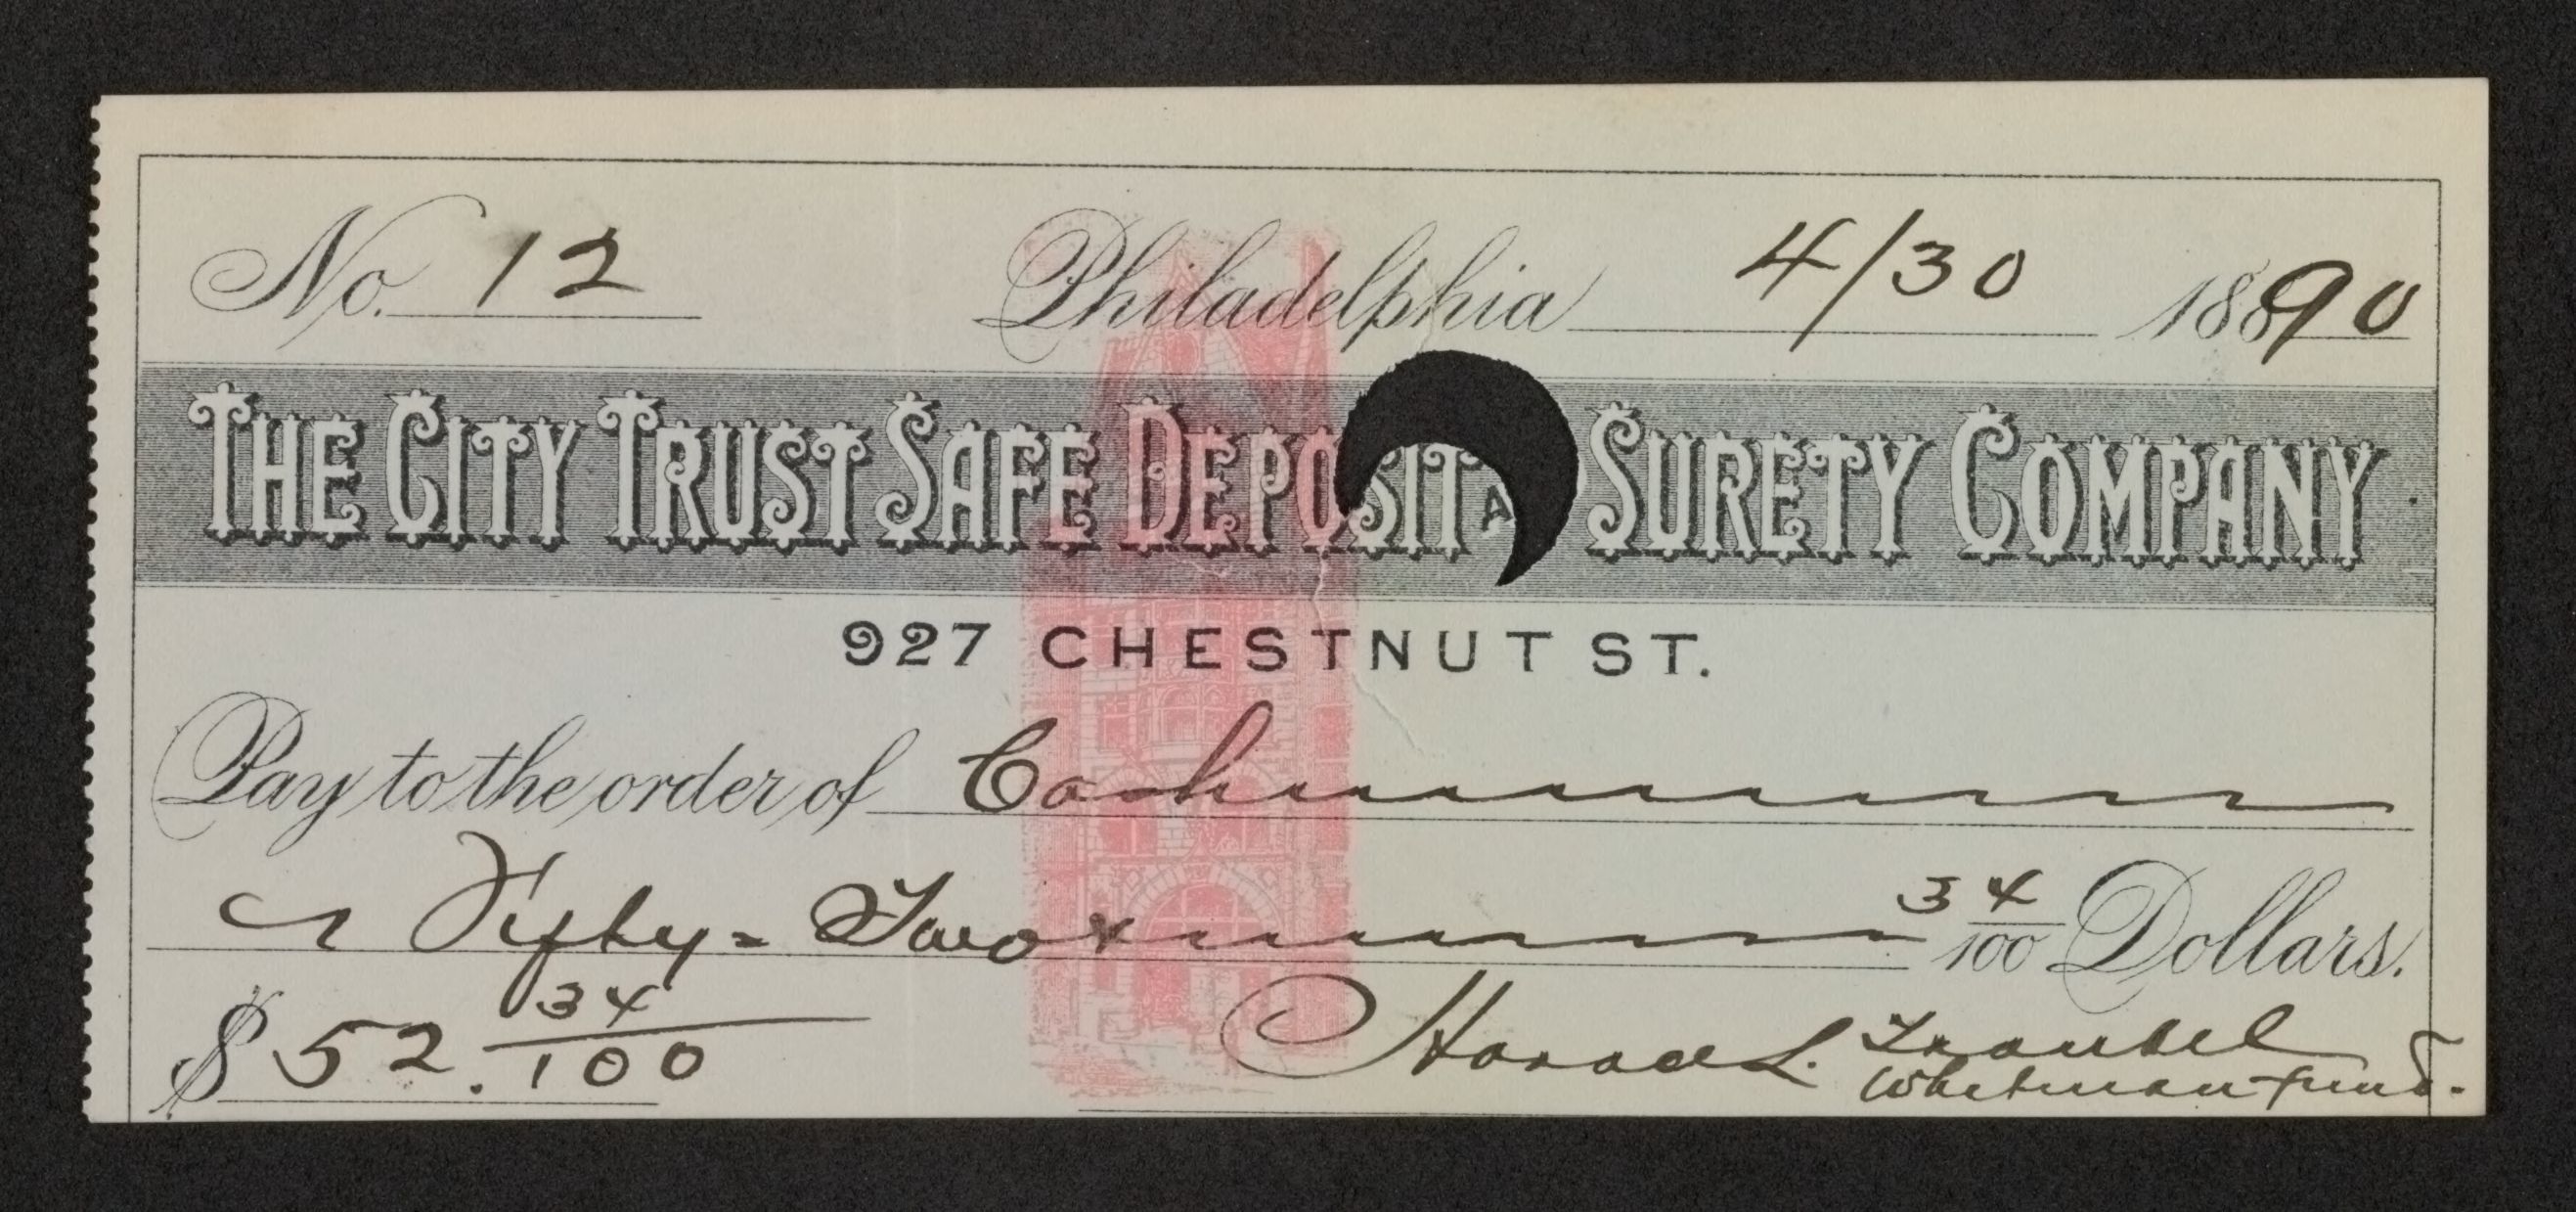 No. 12 Philadelphia 4/30 1890
THE CITY TRUST SAFE DEPOSIT SURETY COMPANY
927 CHESTNUT ST.
Pay to the order of Cash
Fifty-Two 34/100 Dollars.
$52.34/100 Horace L. Traubel
Whitman fund.